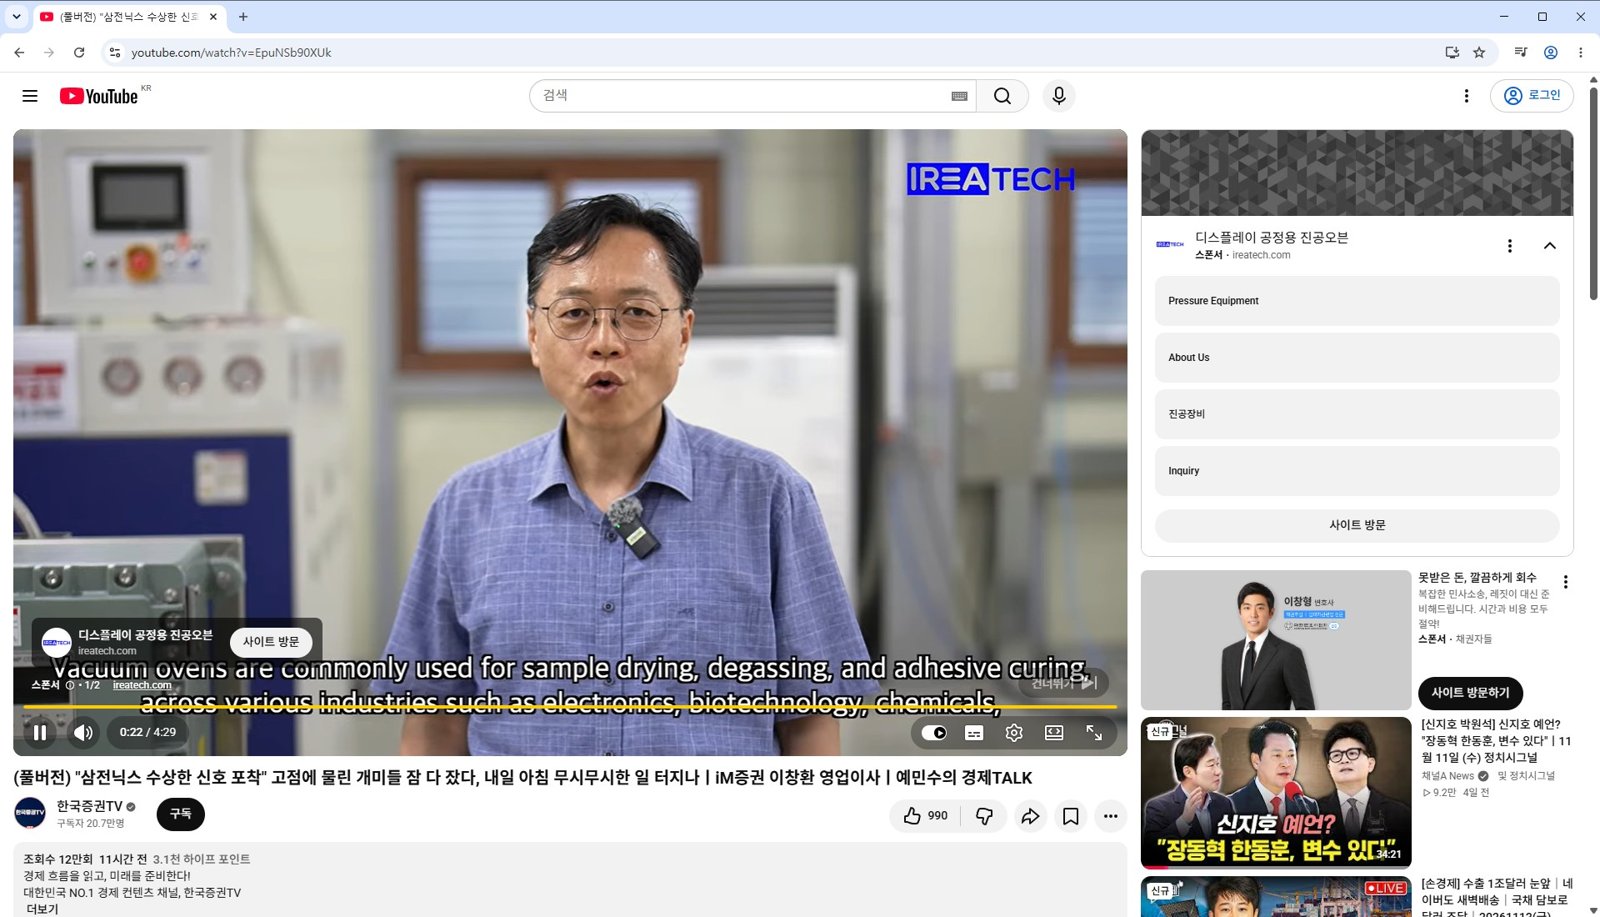 (풀버전) "삼전닉스 수상한 신호
youtube.com/watch?v=EpuNSb90XUk
YouTube KR
검색
로그인
IREATECH
디스플레이 공정용 진공오븐
ireatech.com
사이트 방문
Vacuum ovens are commonly used for sample drying, degassing, and adhesive curing,
across various industries such as electronics, biotechnology, chemicals,
스폰서 · 1/2 ireatech.com
건너뛰기
0:22 / 4:29
(풀버전) "삼전닉스 수상한 신호 포착" 고점에 물린 개미들 잠 다 잤다, 내일 아침 무시무시한 일 터지나ㅣiM증권 이창환 영업이사ㅣ예민수의 경제TALK
한국증권TV
구독자 20.7만명
구독
990
조회수 12만회 11시간 전 3.1천 하이프 포인트
경제 흐름을 읽고, 미래를 준비한다!
대한민국 NO.1 경제 컨텐츠 채널, 한국증권TV
더보기
IREATECH
디스플레이 공정용 진공오븐
스폰서 · ireatech.com
Pressure Equipment
About Us
진공장비
Inquiry
사이트 방문
이창형 변호사
못받은 돈, 깔끔하게 회수
복잡한 민사소송, 레짓이 대신 준
비해드립니다. 시간과 비용 모두
절약!
스폰서 · 채권자들
사이트 방문하기
신규
신지호 예언?
"장동혁 한동훈, 변수 있다"
34:21
[신지호 박원석] 신지호 예언?
"장동혁 한동훈, 변수 있다"ㅣ11
월 11일 (수) 정치시그널
채널A News 및 정치시그널
9.2만 4일 전
신규
LIVE
[손경제] 수출 1조달러 눈앞ㅣ네
이버도 새벽배송ㅣ국채 담보로